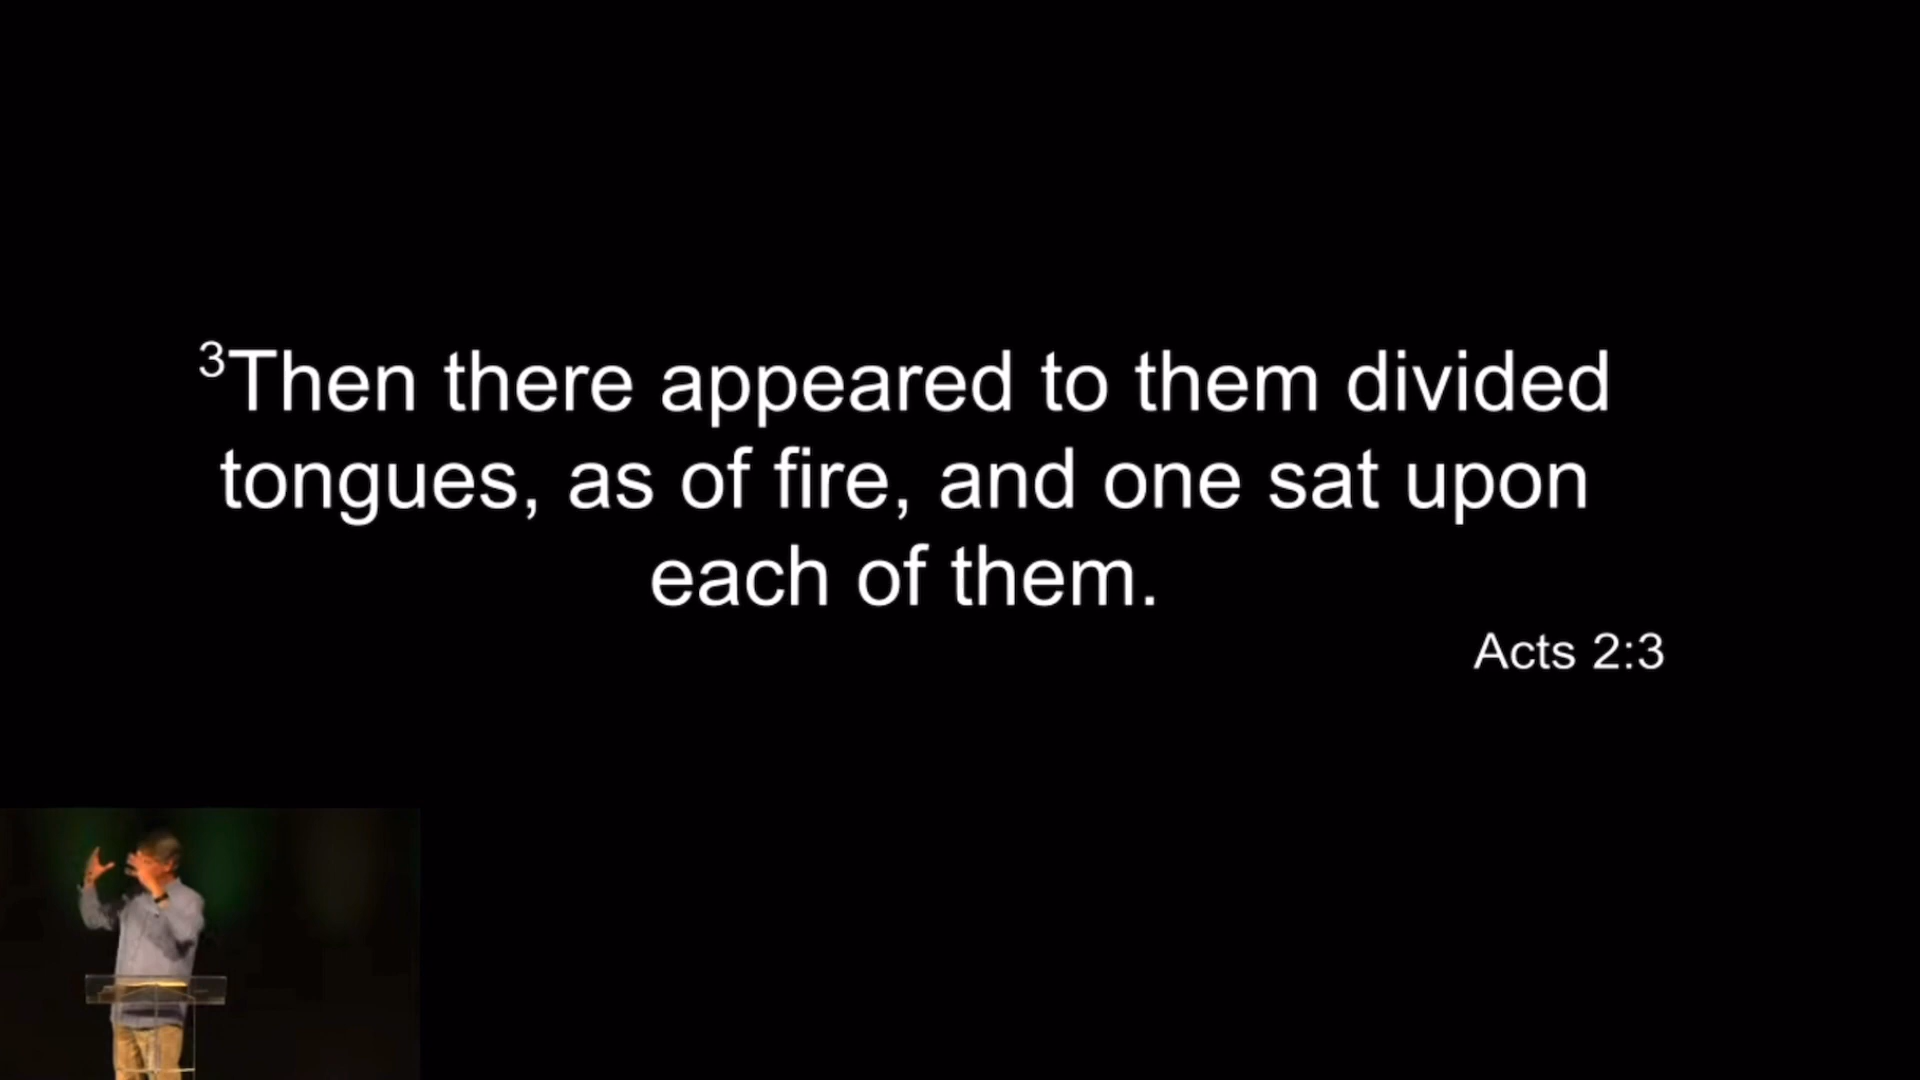 ³Then there appeared to them divided
tongues, as of fire, and one sat upon
each of them.
Acts 2:3